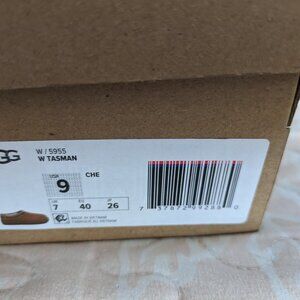 GG
W / 5955
W TASMAN
USA
9
CHE
UK
7
EU
40
JP
26
MADE IN VIETNAM
FABRIQUÉ AU VIETNAM